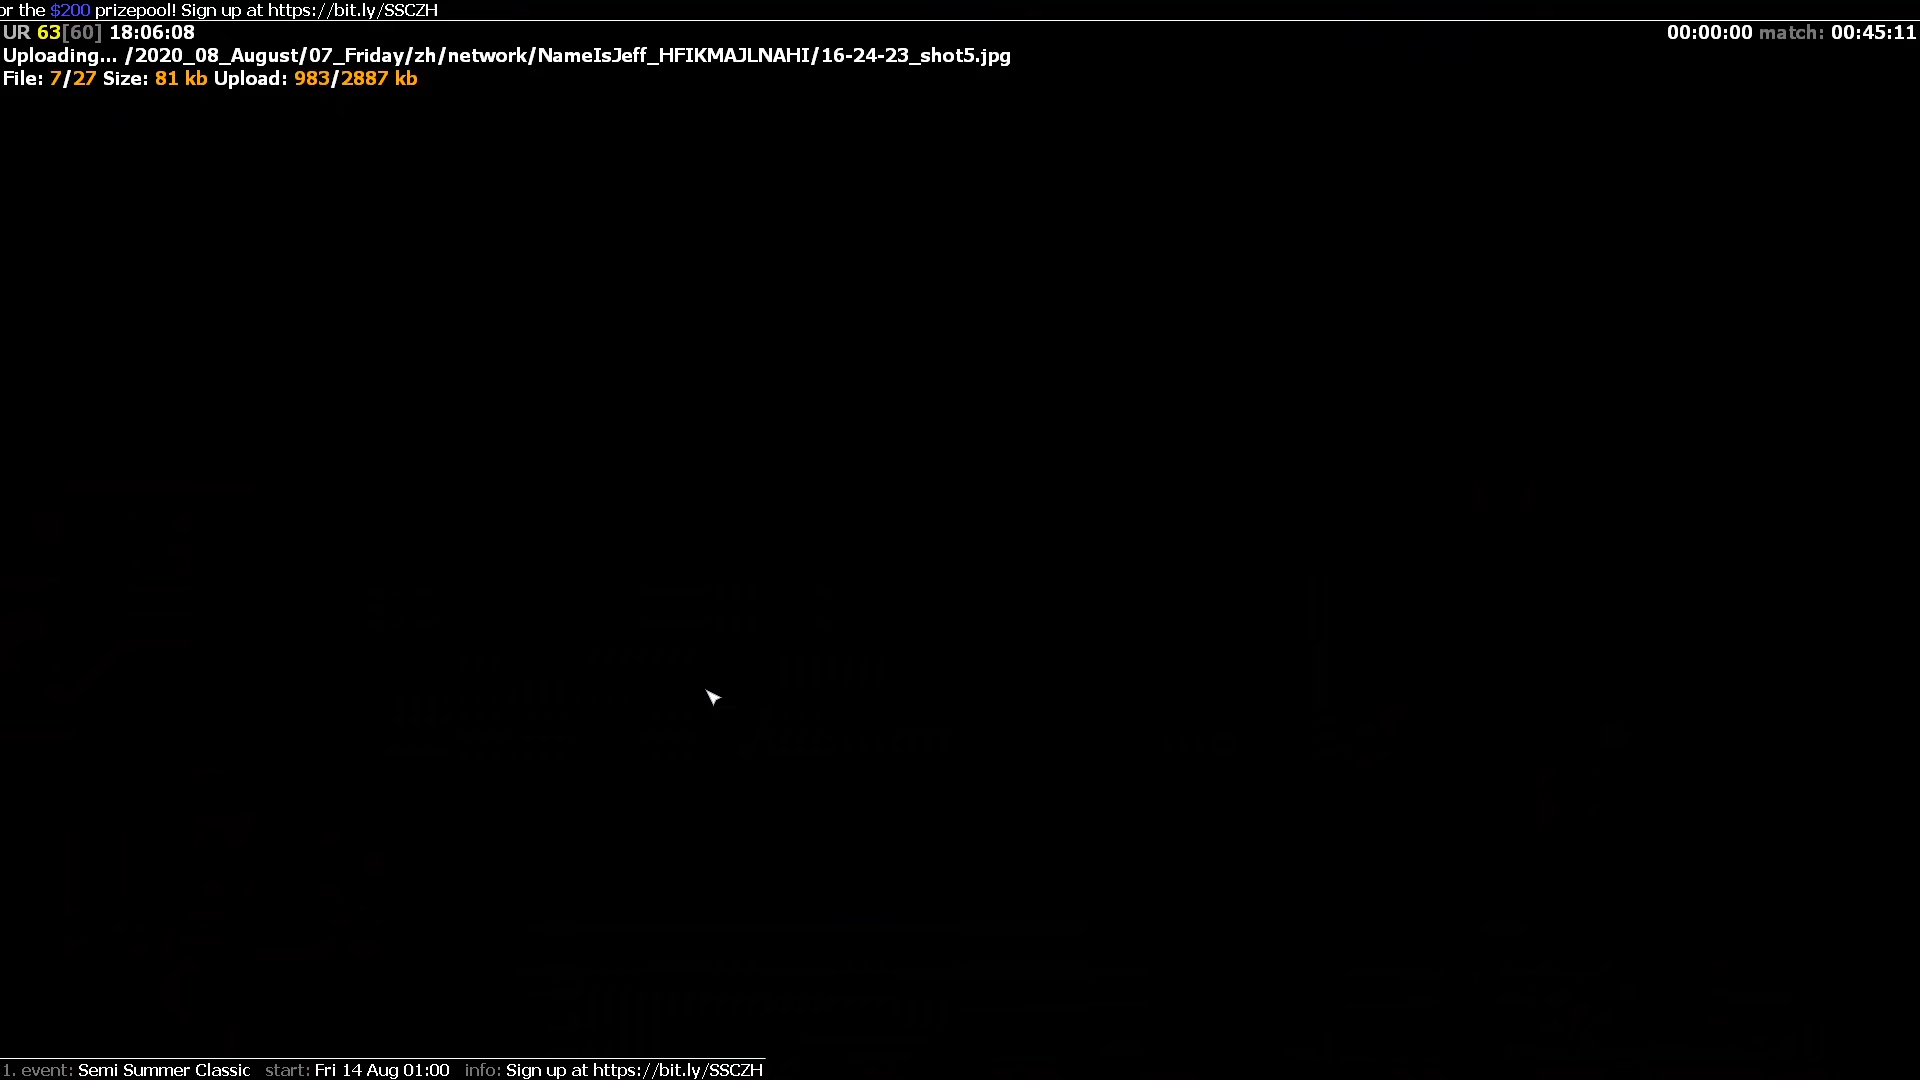 or the $200 prizepool! Sign up at https://bit.ly/SSCZH
UR 63[60] 18:06:08
00:00:00 match: 00:45:11
Uploading... /2020_08_August/07_Friday/zh/network/NameIsJeff_HFIKMAJLNAHI/16-24-23_shot5.jpg
File: 7/27 Size: 81 kb Upload: 983/2887 kb
1. event: Semi Summer Classic start: Fri 14 Aug 01:00 info: Sign up at https://bit.ly/SSCZH